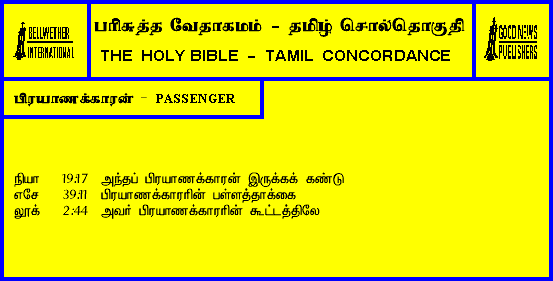 BELLWETHER
INTERNATIONAL
பரிசுத்த வேதாகமம் - தமிழ் சொல்தொகுதி
THE HOLY BIBLE - TAMIL CONCORDANCE
GOOD NEWS
PUBLISHERS
பிரயாணக்காரன் - PASSENGER
நியா 19:17 அந்தப் பிரயாணக்காரன் இருக்கக் கண்டு
எசே 39:11 பிரயாணக்காரரின் பள்ளத்தாக்கை
லூக் 2:44 அவர் பிரயாணக்காரரின் கூட்டத்திலே